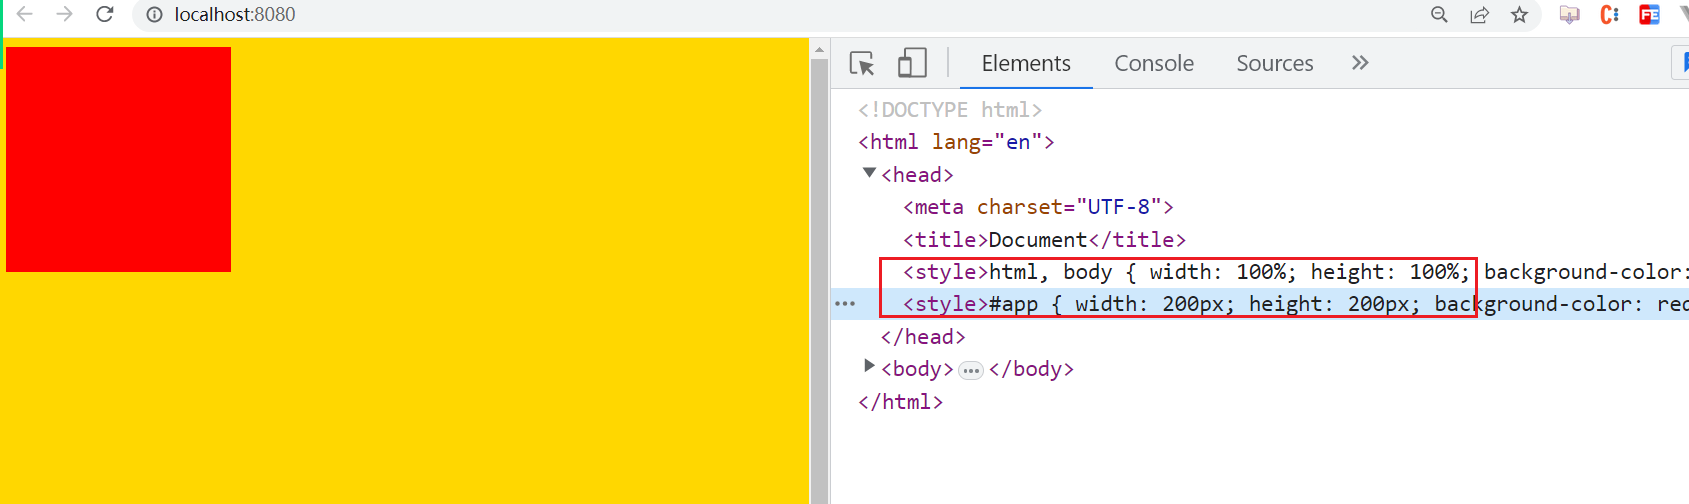 localhost:8080
Elements Console Sources
<!DOCTYPE html>
<html lang="en">
<head>
<meta charset="UTF-8">
<title>Document</title>
<style>html, body { width: 100%; height: 100%; background-color:
<style>#app { width: 200px; height: 200px; background-color: red
</head>
<body> ... </body>
</html>